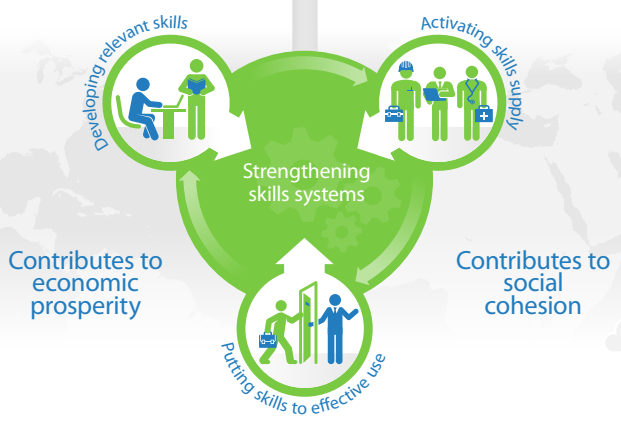 Developing relevant skills
Activating skills supply
Strengthening
skills systems
Contributes to
economic
prosperity
Contributes to
social
cohesion
Putting skills to effective use